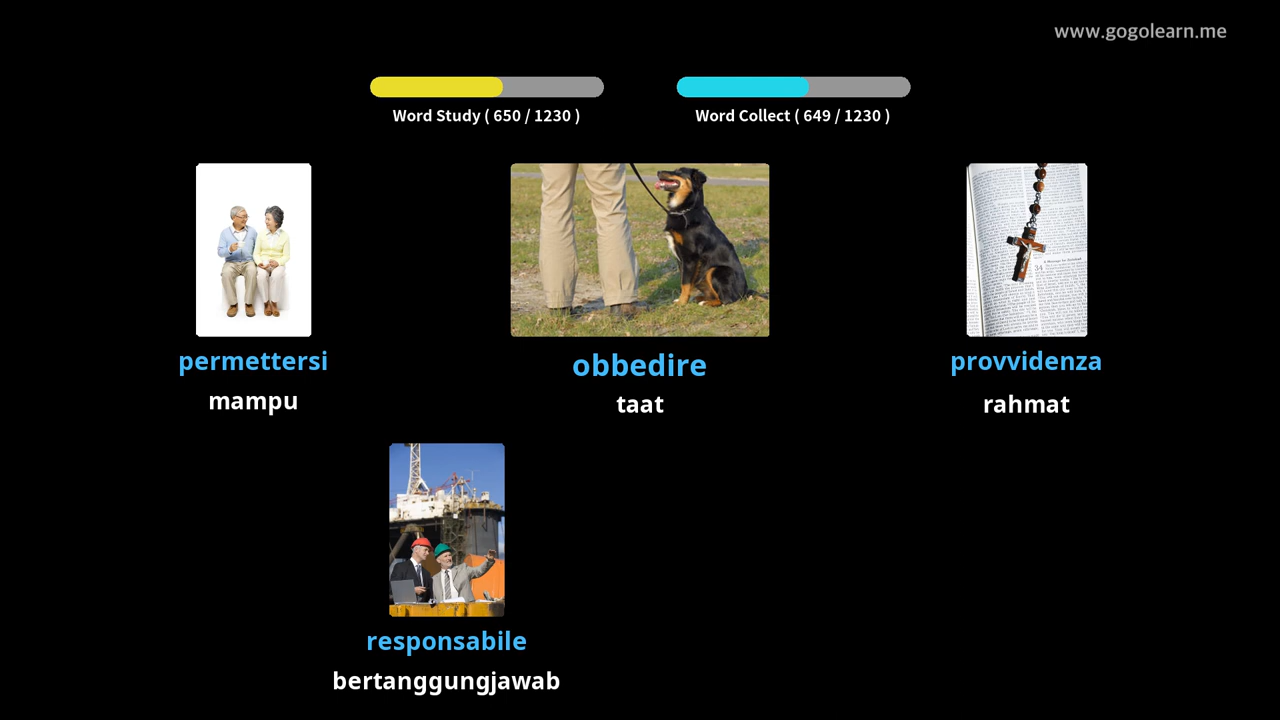 www.gogolearn.me
Word Study ( 650 / 1230 )
Word Collect ( 649 / 1230 )
permettersi
mampu
obbedire
taat
provvidenza
rahmat
responsabile
bertanggungjawab